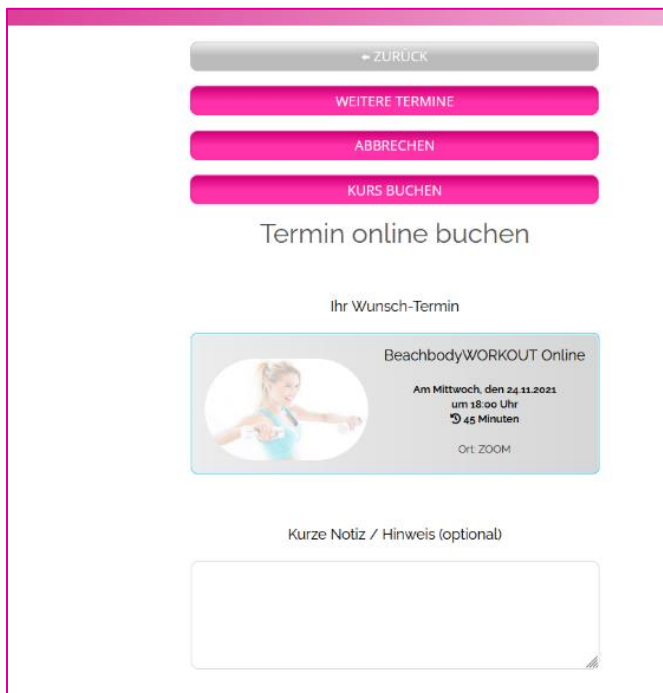 ← ZURÜCK
WEITERE TERMINE
ABBRECHEN
KURS BUCHEN
Termin online buchen
Ihr Wunsch-Termin
BeachbodyWORKOUT Online
Am Mittwoch, den 24.11.2021
um 18:00 Uhr
45 Minuten
Ort: ZOOM
Kurze Notiz / Hinweis (optional)